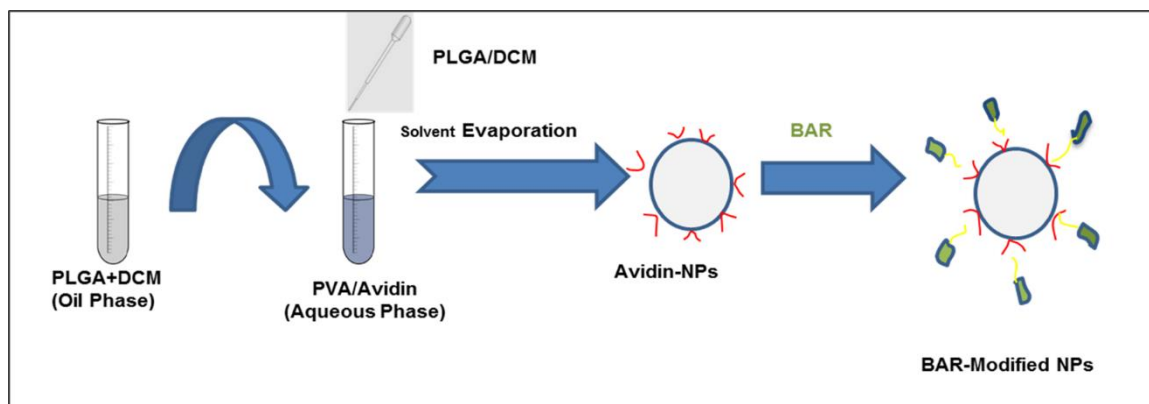 PLGA/DCM
Solvent Evaporation
BAR
PLGA+DCM
(Oil Phase)
PVA/Avidin
(Aqueous Phase)
Avidin-NPs
BAR-Modified NPs